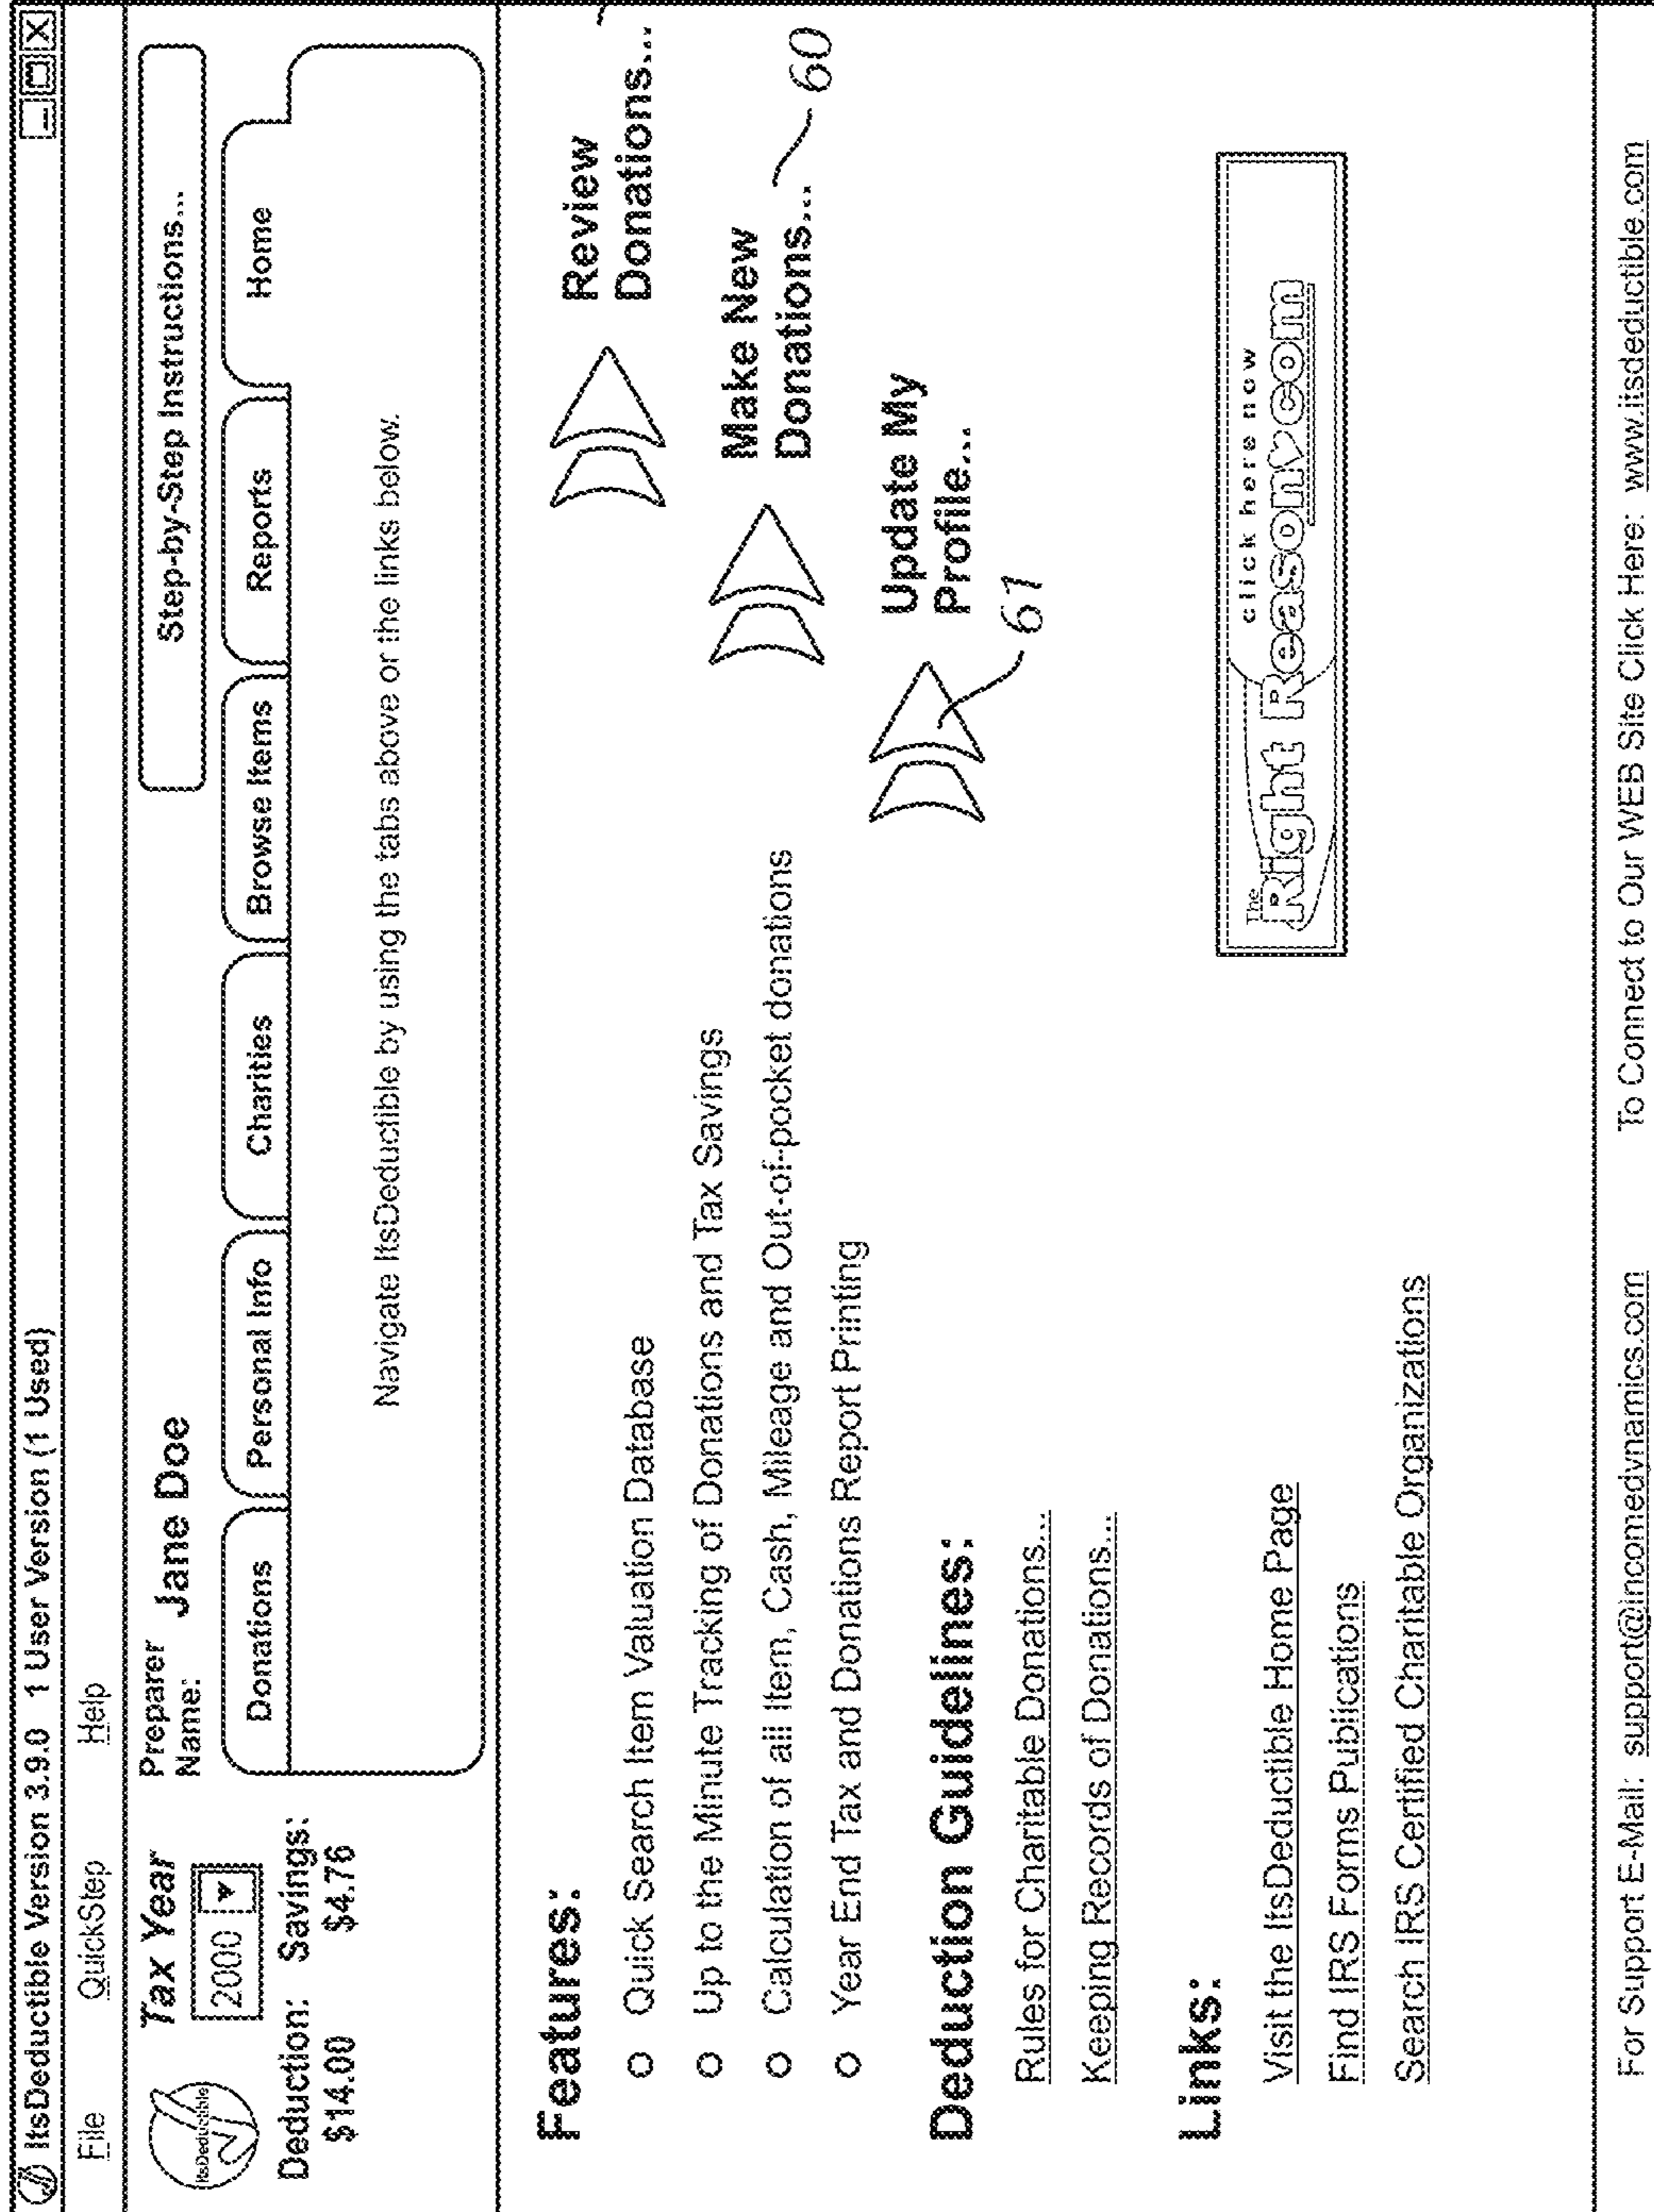 ItsDeductible Version 3.9.0 1 User Version (1 Used)
File QuickStep Help
ItsDeductible
Tax Year
2000
Preparer
Name: Jane Doe
Step-by-Step Instructions...
Deduction: Savings:
$14.00 $4.76
Donations Personal Info Charities Browse Items Reports Home
Navigate ItsDeductible by using the tabs above or the links below.
Features:
Quick Search Item Valuation Database
Up to the Minute Tracking of Donations and Tax Savings
Calculation of all Item, Cash, Mileage and Out-of-pocket donations
Year End Tax and Donations Report Printing
Review
Donations...
Make New
Donations...
60
Update My
Profile...
61
Deduction Guidelines:
Rules for Charitable Donations...
Keeping Records of Donations...
Links:
Visit the ItsDeductible Home Page
Find IRS Forms Publications
Search IRS Certified Charitable Organizations
click here now
The
Right Reason.com
For Support E-Mail: support@incomedynamics.com To Connect to Our WEB Site Click Here: www.itsdeductible.com